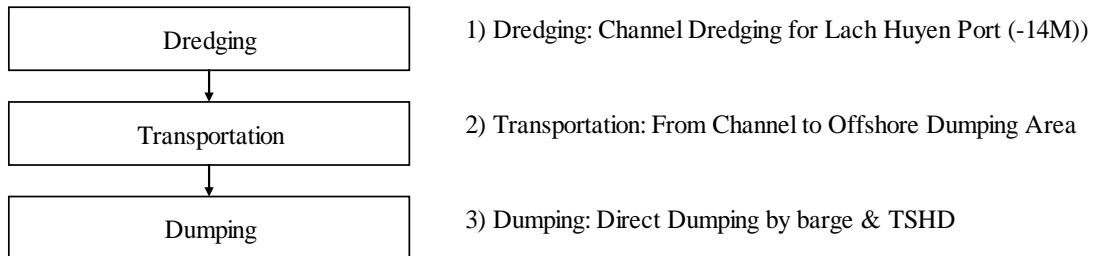 Dredging
1) Dredging: Channel Dredging for Lach Huyen Port (-14M))
Transportation
2) Transportation: From Channel to Offshore Dumping Area
Dumping
3) Dumping: Direct Dumping by barge & TSHD